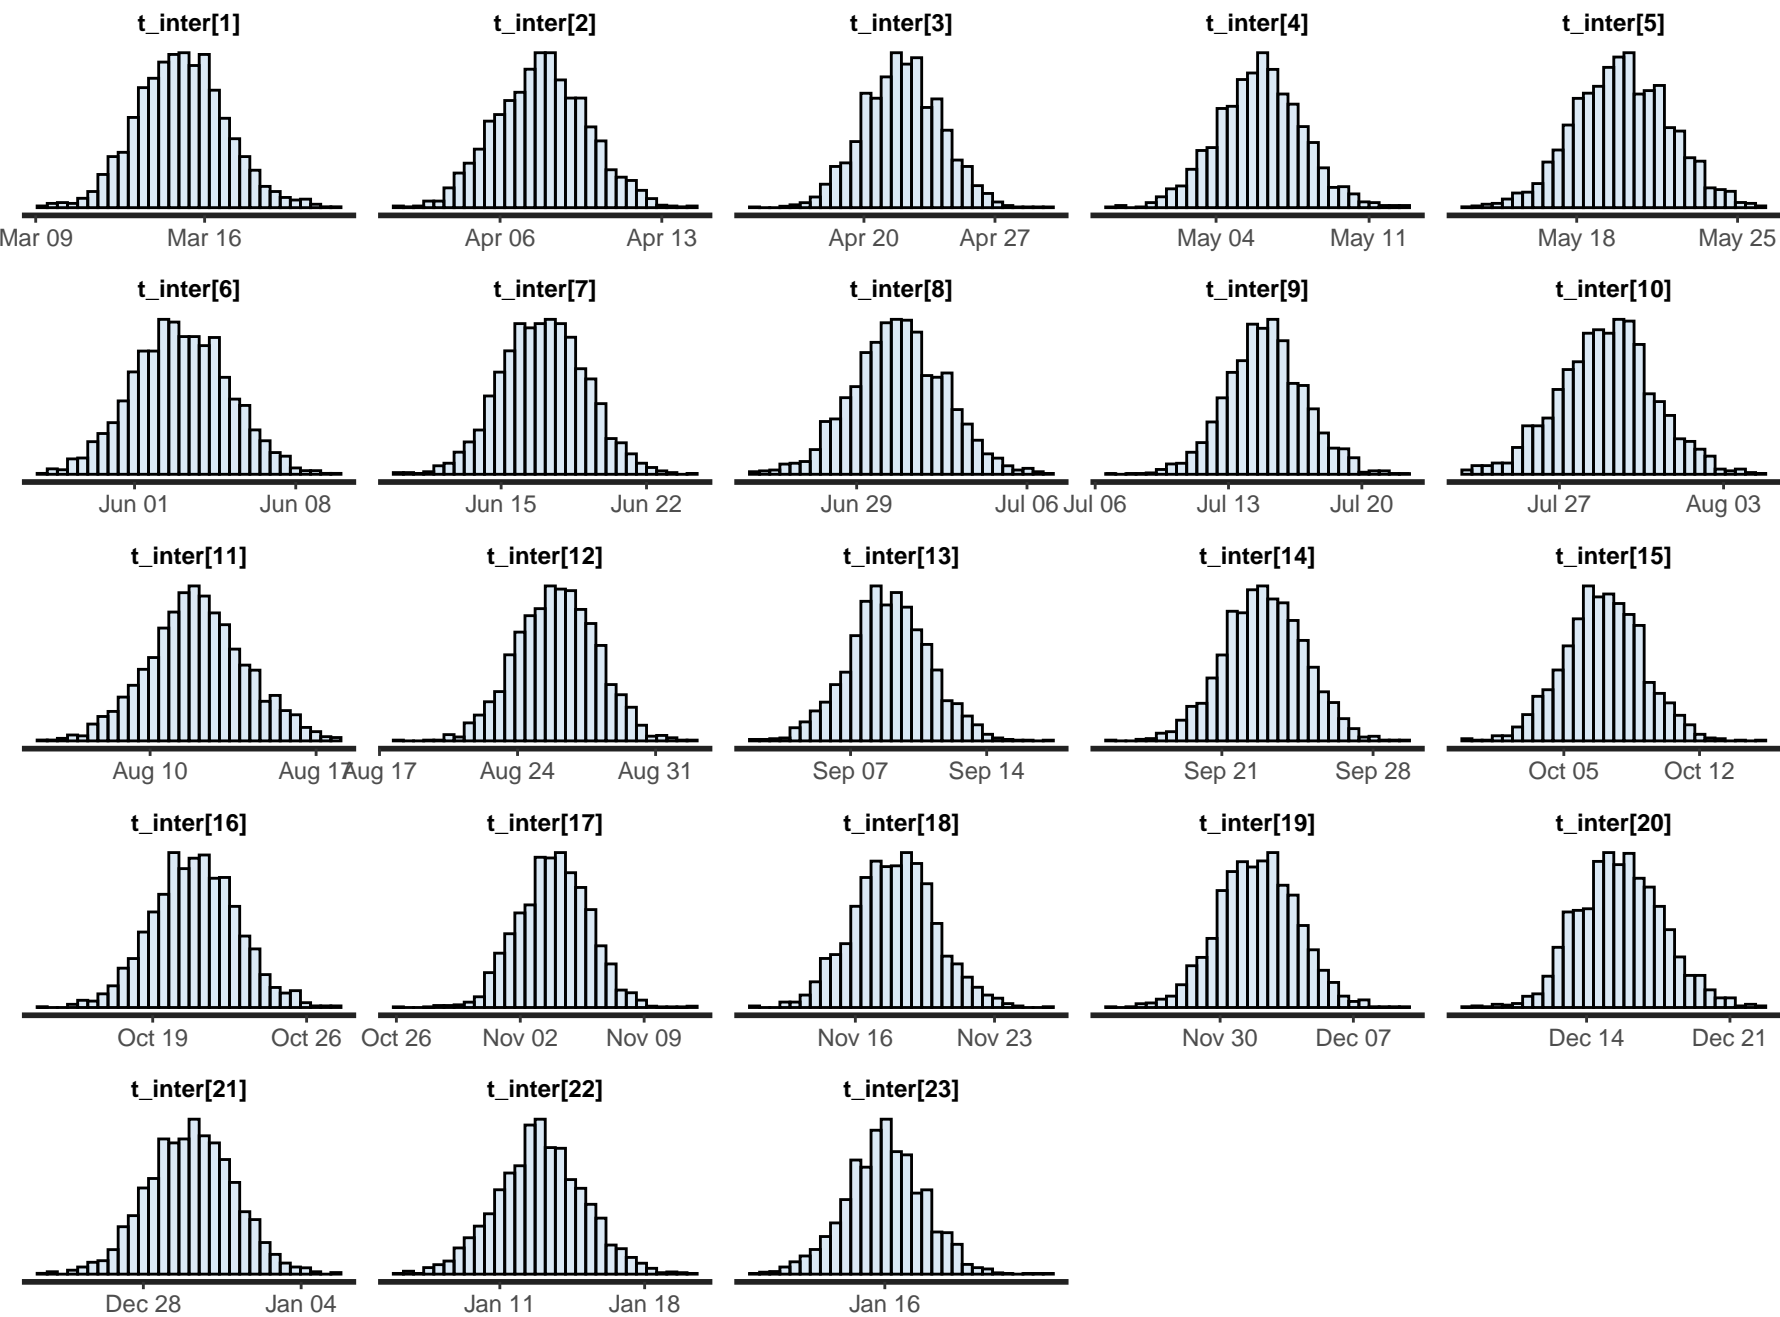 t_inter[1] t_inter[2] t_inter[3] t_inter[4] t_inter[5]
Mar 09 Mar 16 Apr 06 Apr 13 Apr 20 Apr 27 May 04 May 11 May 18 May 25
t_inter[6] t_inter[7] t_inter[8] t_inter[9] t_inter[10]
Jun 01 Jun 08 Jun 15 Jun 22 Jun 29 Jul 06 Jul 06 Jul 13 Jul 20 Jul 27 Aug 03
t_inter[11] t_inter[12] t_inter[13] t_inter[14] t_inter[15]
Aug 10 Aug 17 Aug 17 Aug 24 Aug 31 Sep 07 Sep 14 Sep 21 Sep 28 Oct 05 Oct 12
t_inter[16] t_inter[17] t_inter[18] t_inter[19] t_inter[20]
Oct 19 Oct 26 Oct 26 Nov 02 Nov 09 Nov 16 Nov 23 Nov 30 Dec 07 Dec 14 Dec 21
t_inter[21] t_inter[22] t_inter[23]
Dec 28 Jan 04 Jan 11 Jan 18 Jan 16